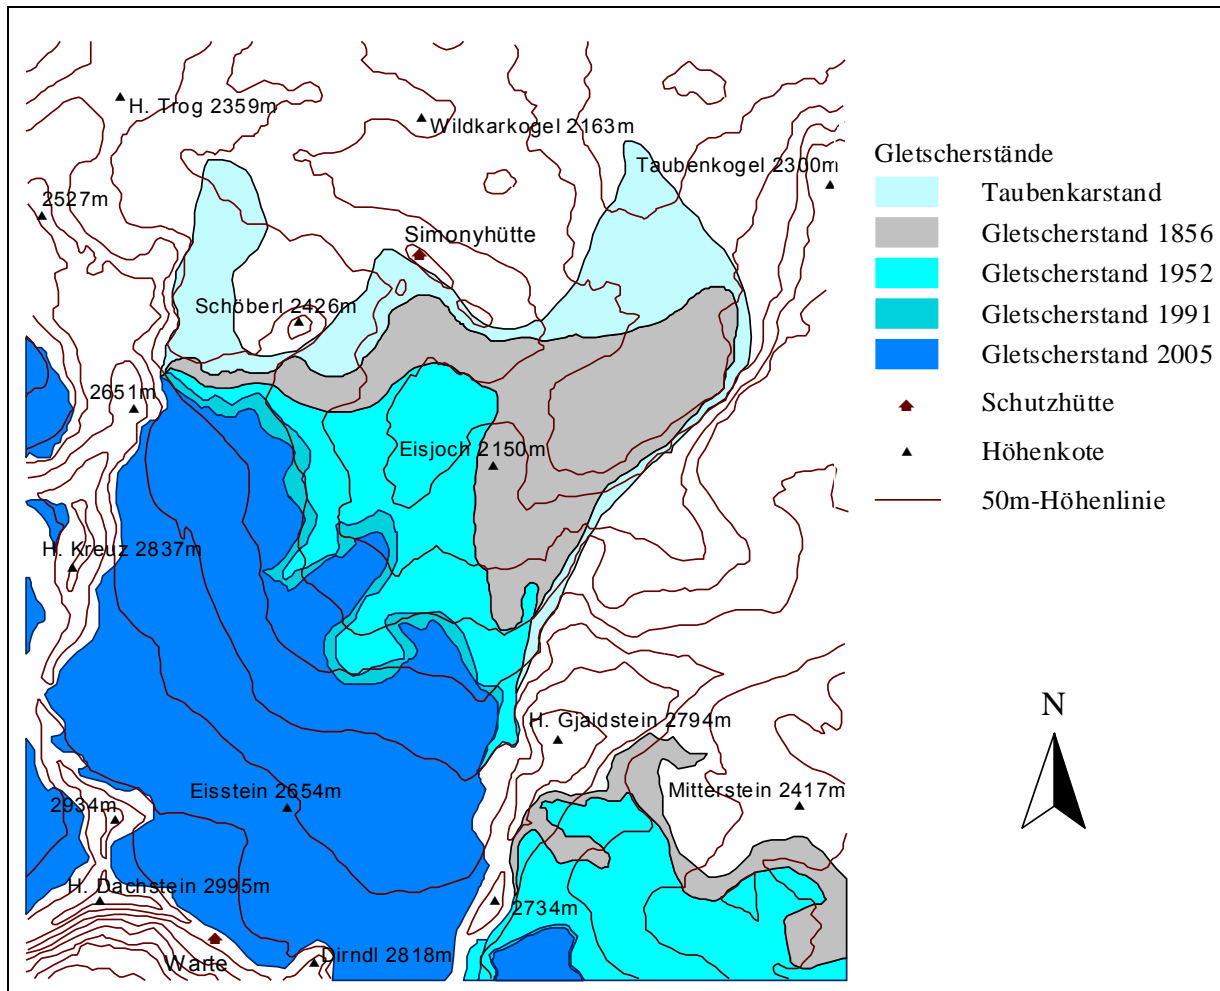 H. Trog 2359m
Wildkarkogel 2163m
Taubenkogel 2300m
2527m
Simonyhütte
Schöberl 2426m
2651m
Eisjoch 2150m
H. Kreuz 2837m
H. Gjaidstein 2794m
Eisstein 2654m
Mitterstein 2417m
2934m
H. Dachstein 2995m
2734m
Warte
Dirndl 2818m
Gletscherstände
Taubenkarstand
Gletscherstand 1856
Gletscherstand 1952
Gletscherstand 1991
Gletscherstand 2005
Schutzhütte
Höhenkote
50m-Höhenlinie
N